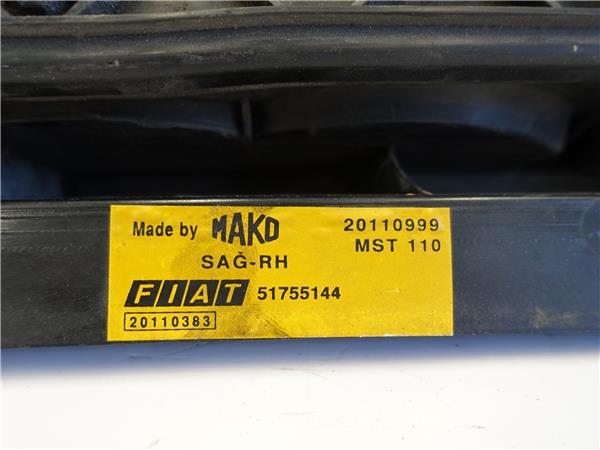 Made by MAKO 20110999
MST 110
SAĞ-RH
FIAT 51755144
20110383